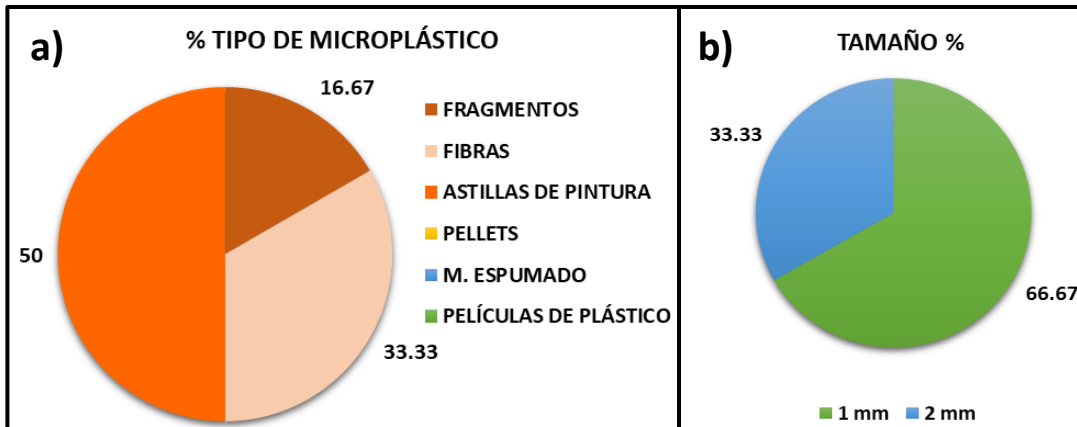 a)
% TIPO DE MICROPLÁSTICO
16.67
50
33.33
FRAGMENTOS
FIBRAS
ASTILLAS DE PINTURA
PELLETS
M. ESPUMADO
PELÍCULAS DE PLÁSTICO
b)
TAMAÑO %
33.33
66.67
1 mm 2 mm